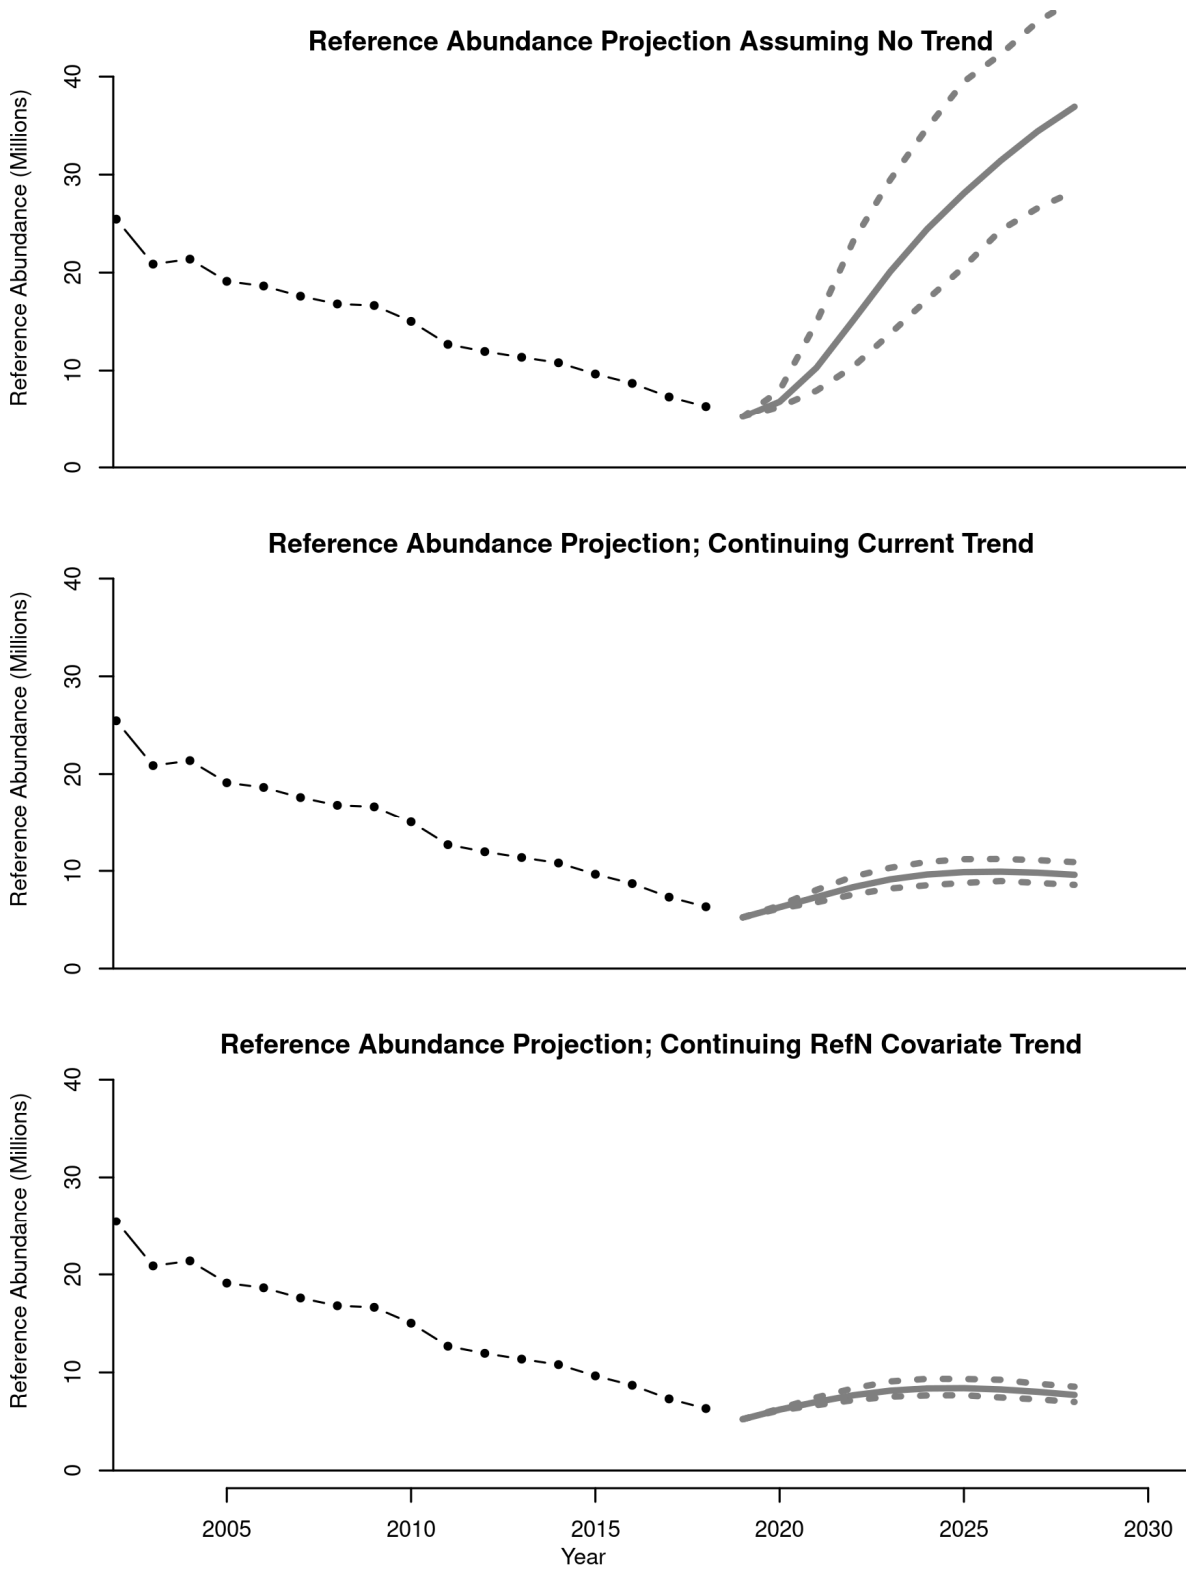 Reference Abundance Projection Assuming No Trend
Reference Abundance (Millions)
40
30
20
10
0
Reference Abundance Projection; Continuing Current Trend
Reference Abundance (Millions)
40
30
20
10
0
Reference Abundance Projection; Continuing RefN Covariate Trend
Reference Abundance (Millions)
40
30
20
10
0
2005 2010 2015 2020 2025 2030
Year